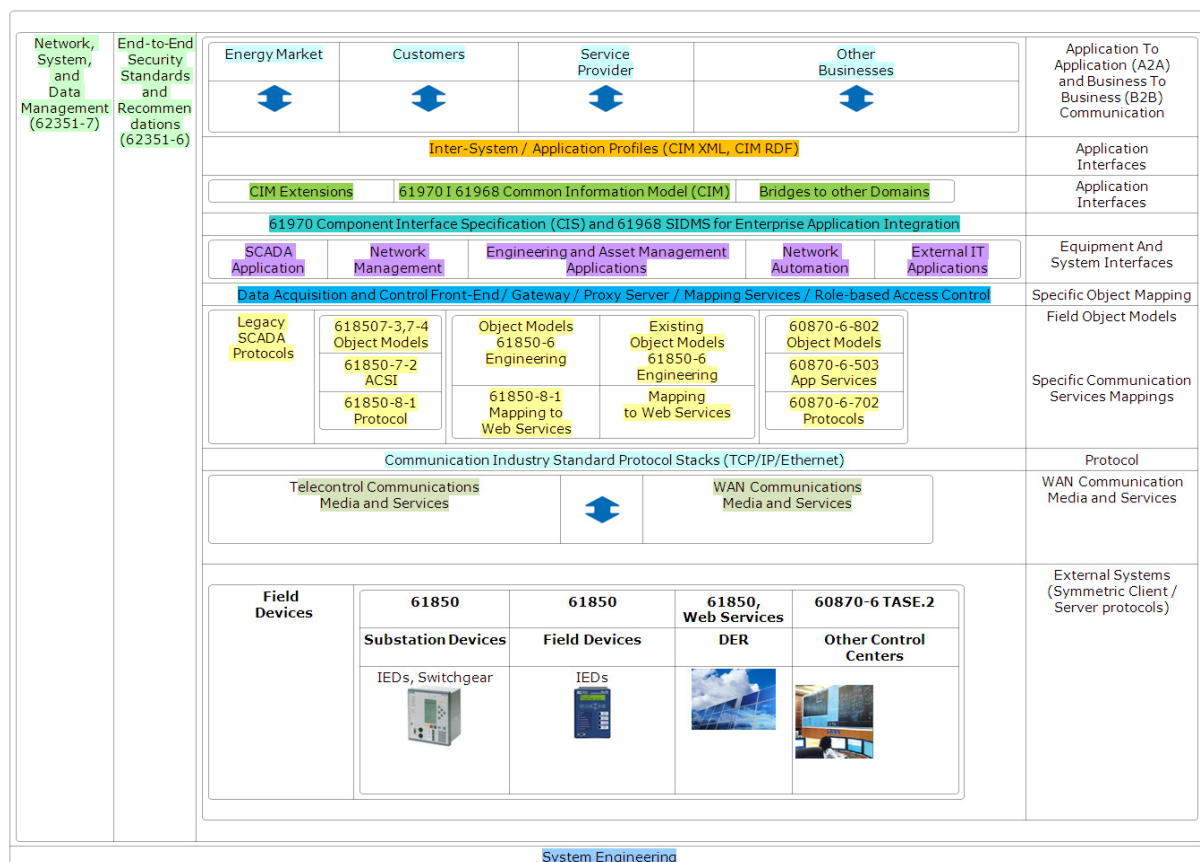 Network,
System,
and
Data
Management
(62351-7)
End-to-End
Security
Standards
and
Recommen
dations
(62351-6)
Energy Market
Customers
Service
Provider
Other
Businesses
Application To
Application (A2A)
and Business To
Business (B2B)
Communication
Inter-System / Application Profiles (CIM XML, CIM RDF)
Application
Interfaces
CIM Extensions
61970 I 61968 Common Information Model (CIM)
Bridges to other Domains
Application
Interfaces
61970 Component Interface Specification (CIS) and 61968 SIDMS for Enterprise Application Integration
SCADA
Application
Network
Management
Engineering and Asset Management
Applications
Network
Automation
External IT
Applications
Equipment And
System Interfaces
Data Acquisition and Control Front-End / Gateway / Proxy Server / Mapping Services / Role-based Access Control
Specific Object Mapping
Legacy
SCADA
Protocols
618507-3,7-4
Object Models
61850-7-2
ACSI
61850-8-1
Protocol
Object Models
61850-6
Engineering
61850-8-1
Mapping to
Web Services
Existing
Object Models
61850-6
Engineering
Mapping
to Web Services
60870-6-802
Object Models
60870-6-503
App Services
60870-6-702
Protocols
Field Object Models
Specific Communication
Services Mappings
Communication Industry Standard Protocol Stacks (TCP/IP/Ethernet)
Protocol
Telecontrol Communications
Media and Services
WAN Communications
Media and Services
WAN Communication
Media and Services
Field
Devices
61850
61850
61850,
Web Services
60870-6 TASE.2
Substation Devices
Field Devices
DER
Other Control
Centers
IEDs, Switchgear
IEDs
External Systems
(Symmetric Client /
Server protocols)
System Engineering